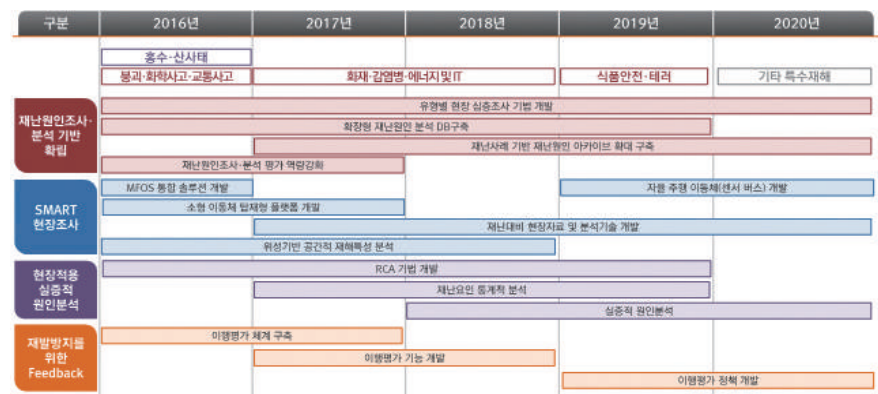 구분 2016년 2017년 2018년 2019년 2020년
홍수·산사태
붕괴·화학사고·교통사고 화재·감염병·에너지 및 IT 식품안전·테러 기타 특수재해
재난원인조사·
분석 기반
확립
유형별 현장 심층조사 기법 개발
확장형 재난원인 분석 DB구축
재난사례 기반 재난원인 아카이브 확대 구축
재난원인조사·분석 평가 역량강화
SMART
현장조사
MFOS 통합 솔루션 개발 자율 주행 이동체(센서 버스) 개발
소형 이동체 탑재형 플랫폼 개발
재난대비 현장자료 및 분석기술 개발
위성기반 공간적 재해특성 분석
현장적용
실증적
원인분석
RCA 기법 개발
재난요인 통계적 분석
실증적 원인분석
재발방지를
위한
Feedback
이행평가 체계 구축
이행평가 기능 개발
이행평가 정책 개발